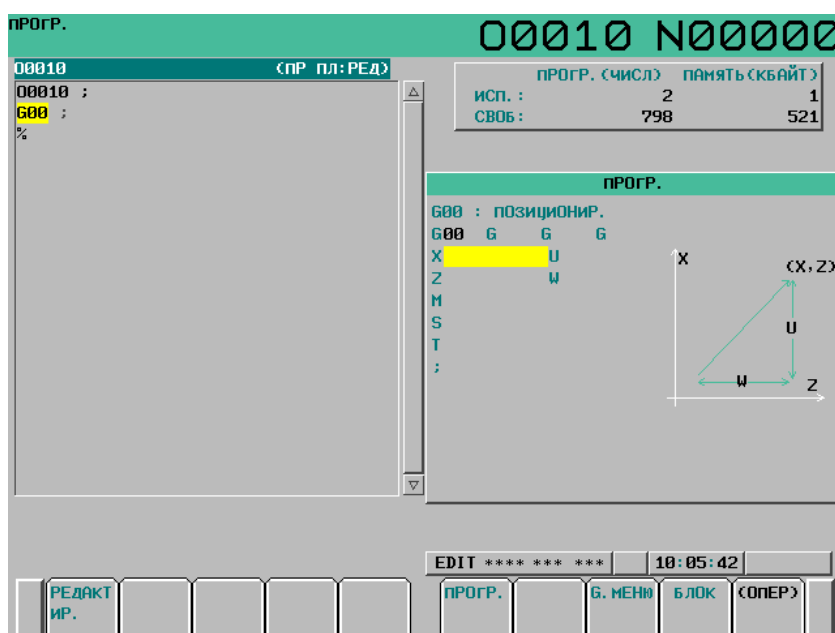 ПРОГР.
O0010 N00000
O0010 (ПР ПЛ:РЕД)
O0010 ;
G00 ;
%
ПРОГР.(ЧИСЛ) ПАМЯТЬ(КБАЙТ)
ИСП.: 2 1
СВОБ: 798 521
ПРОГР.
G00 : ПОЗИЦИОНИР.
G00 G G G
X U
Z W
M
S
T
;
X
(X,Z)
U
W
Z
EDIT **** *** *** 10:05:42
РЕДАКТ
ИР.
ПРОГР. G.МЕНЮ БЛОК (ОПЕР)